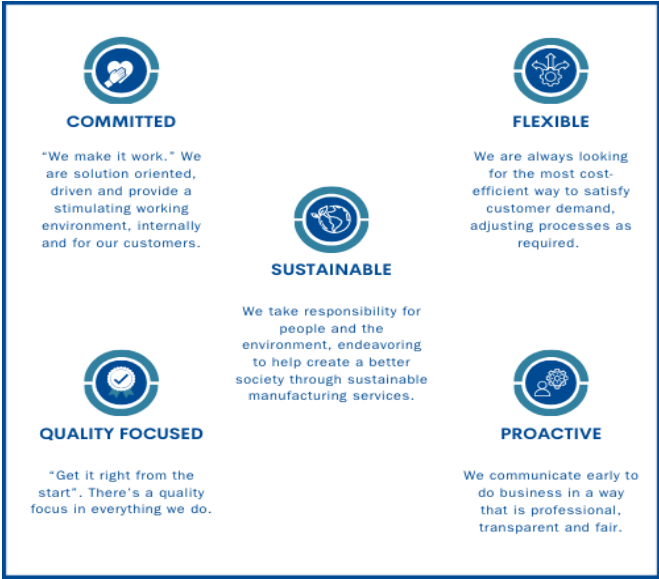 COMMITTED
“We make it work.” We
are solution oriented,
driven and provide a
stimulating working
environment, internally
and for our customers.
FLEXIBLE
We are always looking
for the most cost-
efficient way to satisfy
customer demand,
adjusting processes as
required.
SUSTAINABLE
We take responsibility for
people and the
environment, endeavoring
to help create a better
society through sustainable
manufacturing services.
QUALITY FOCUSED
“Get it right from the
start”. There's a quality
focus in everything we do.
PROACTIVE
We communicate early to
do business in a way
that is professional,
transparent and fair.